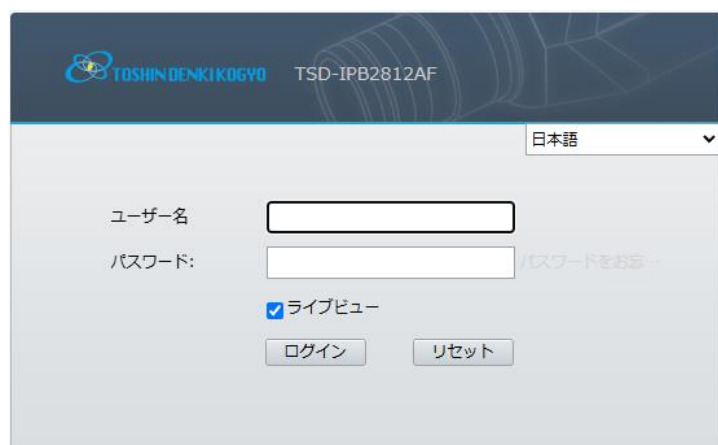 TOSHIN DENKI KOGYO TSD-IPB2812AF
日本語
ユーザー名
パスワード: パスワードをお忘…
ライブビュー
ログイン リセット